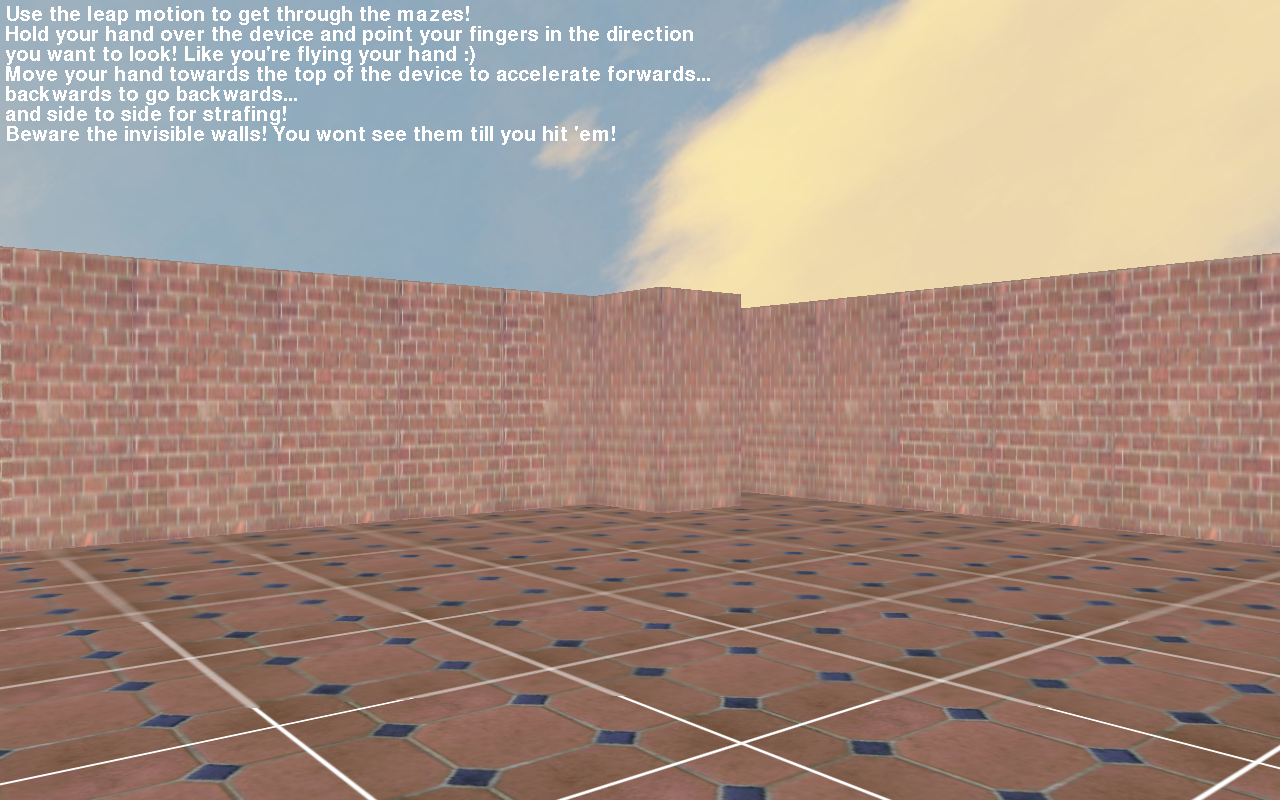 Use the leap motion to get through the mazes!
Hold your hand over the device and point your fingers in the direction
you want to look! Like you're flying your hand :)
Move your hand towards the top of the device to accelerate forwards...
backwards to go backwards...
and side to side for strafing!
Beware the invisible walls! You wont see them till you hit 'em!